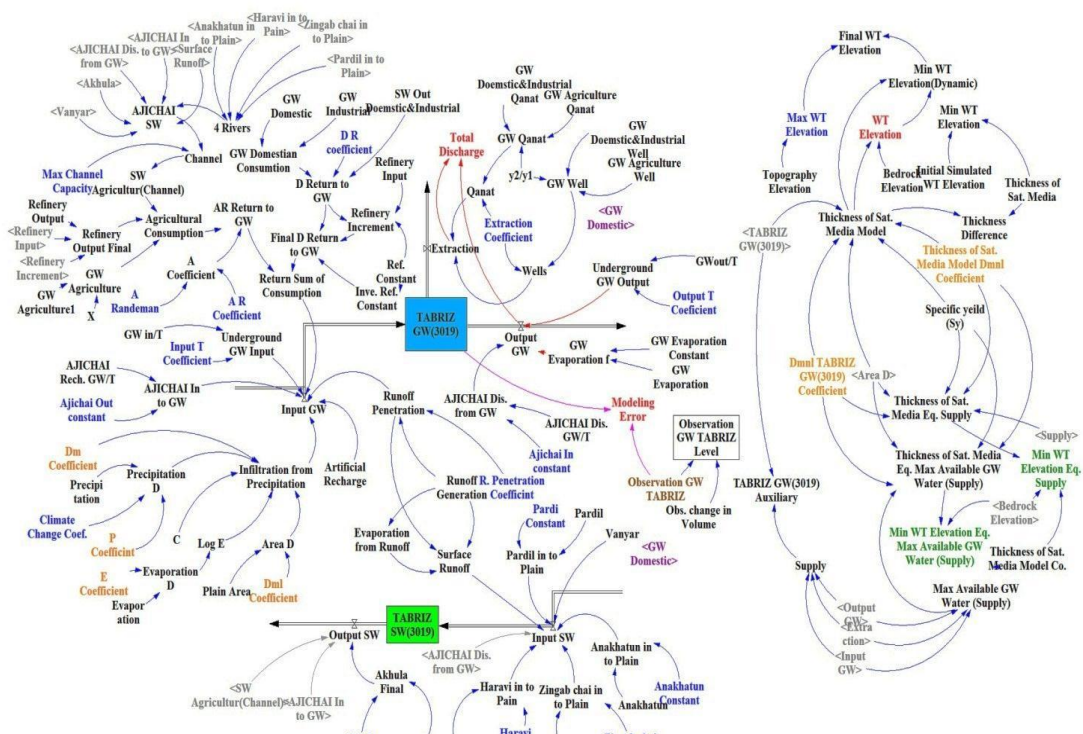 <Haravi in to
Pain>
<Anakhatun in
to Plain>
<Zingab chai in
to Plain>
<AJICHAI In
to GW>
<Surface
Runoff>
<AJICHAI Dis.
from GW>
<Pardil in to
Plain>
<Akhula>
<Vanyar>
AJICHAI
SW
4 Rivers
Channel
Max Channel
Capacity
SW
Agricultur(Channel)
GW
Domestic
GW
Industrial
SW Out
Doemestic&Industrial
GW Domestian
Consumtion
D R
coefficient
D Return to
GW
Refinery
Input
Refinery
Increment
Final D Return
to GW
Ref.
Constant
Inve. Ref.
Constant
Refinery
Output
<Refinery
Input>
Refinery
Output Final
<Refinery
Increment>
Agricultural
Consumption
AR Return to
GW
A
Coefficient
Return Sum of
Consumption
GW
Agriculture
GW
Agriculture1
X
A
Randeman
A R
Coefficient
GW in/T
Input T
Coefficient
Underground
GW Input
AJICHAI
Rech. GW/T
AJICHAI In
to GW
Ajichai Out
constant
Input GW
Total
Discharge
GW
Doemestic&Industrial
Qanat
GW Agriculture
Qanat
GW Qanat
y2/y1
GW
Doemestic&Industrial
Well
GW Agriculture
Well
GW Well
<GW
Domestic>
Qanat
Extraction
Coefficient
Extraction
Wells
Underground
GW Output
GWout/T
Output T
Coeficient
TABRIZ
GW(3019)
Output
GW
GW
Evaporation f
GW Evaporation
Constant
GW
Evaporation
AJICHAI Dis.
from GW
AJICHAI Dis.
GW/T
Ajichai In
constant
Modeling
Error
Observation
GW TABRIZ
Level
Observation GW
TABRIZ
Obs. change in
Volume
Runoff
Penetration
Runoff
Generation
R. Penetration
Coefficint
Evaporation
from Runoff
Surface
Runoff
Artificial
Recharge
Infiltration from
Precipitation
Dm
Coefficient
Precipi
tation
Precipitation
D
Climate
Change Coef.
P
Coefficint
C
Log E
Area D
E
Coefficient
Evaporation
D
Evapor
ation
Plain Area
Dml
Coefficient
Pardi
Constant
Pardil
Pardil in to
Plain
Vanyar
<GW
Domestic>
TABRIZ
SW(3019)
Output SW
Input SW
<AJICHAI Dis.
from GW>
<SW
Agricultur(Channel)>
<AJICHAI In
to GW>
Akhula
Final
Haravi in to
Pain
Zingab chai in
to Plain
Anakhatun in
to Plain
Anakhatun
Anakhatun
Constant
Haravi
Final WT
Elevation
Min WT
Elevation(Dynamic)
Max WT
Elevation
WT
Elevation
Min WT
Elevation
Topography
Elevation
Bedrock
Elevation
Initial Simulated
WT Elevation
Thickness of
Sat. Media
Thickness of Sat.
Media Model
Thickness
Difference
<TABRIZ
GW(3019)>
Thickness of Sat.
Media Model Dmnl
Coefficient
Specific yeild
(Sy)
Dmnl TABRIZ
GW(3019)
Coefficient
<Area D>
Thickness of Sat.
Media Eq. Supply
<Supply>
Thickness of Sat. Media
Eq. Max Available GW
Water (Supply)
Min WT
Elevation Eq.
Supply
TABRIZ GW(3019)
Auxiliary
<Bedrock
Elevation>
Min WT Elevation Eq.
Max Available GW
Water (Supply)
Thickness of Sat.
Media Model Co.
Supply
Max Available GW
Water (Supply)
<Output
GW>
<Extra
ction>
<Input
GW>